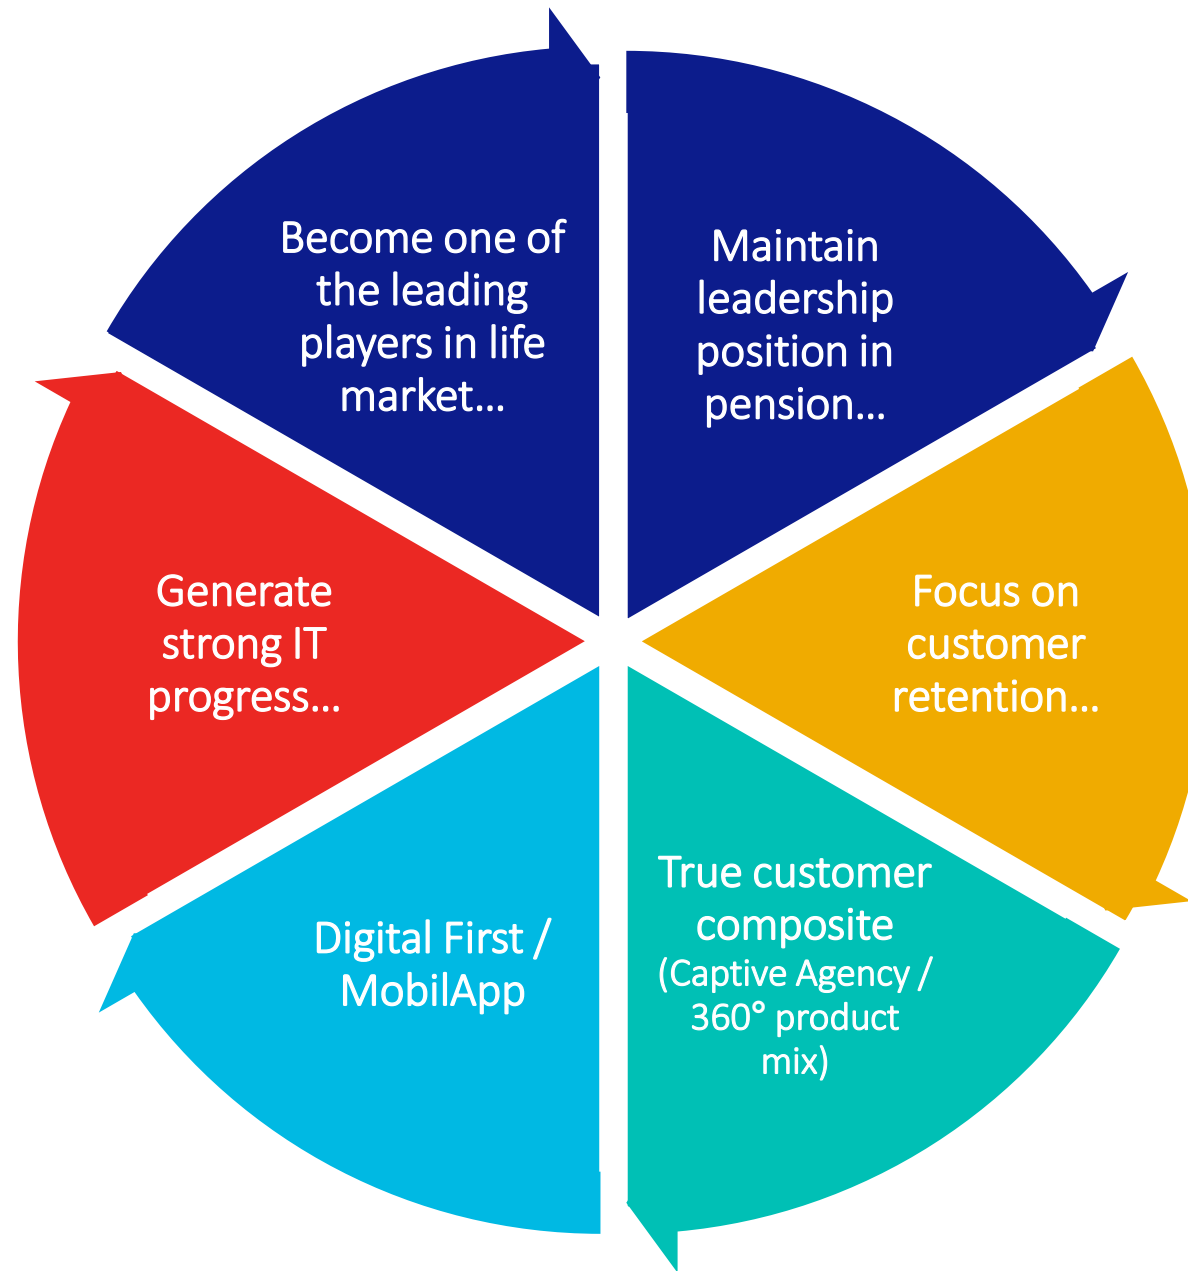 Become one of
the leading
players in life
market...
Maintain
leadership
position in
pension...
Focus on
customer
retention...
True customer
composite
(Captive Agency /
360° product
mix)
Digital First /
MobilApp
Generate
strong IT
progress...